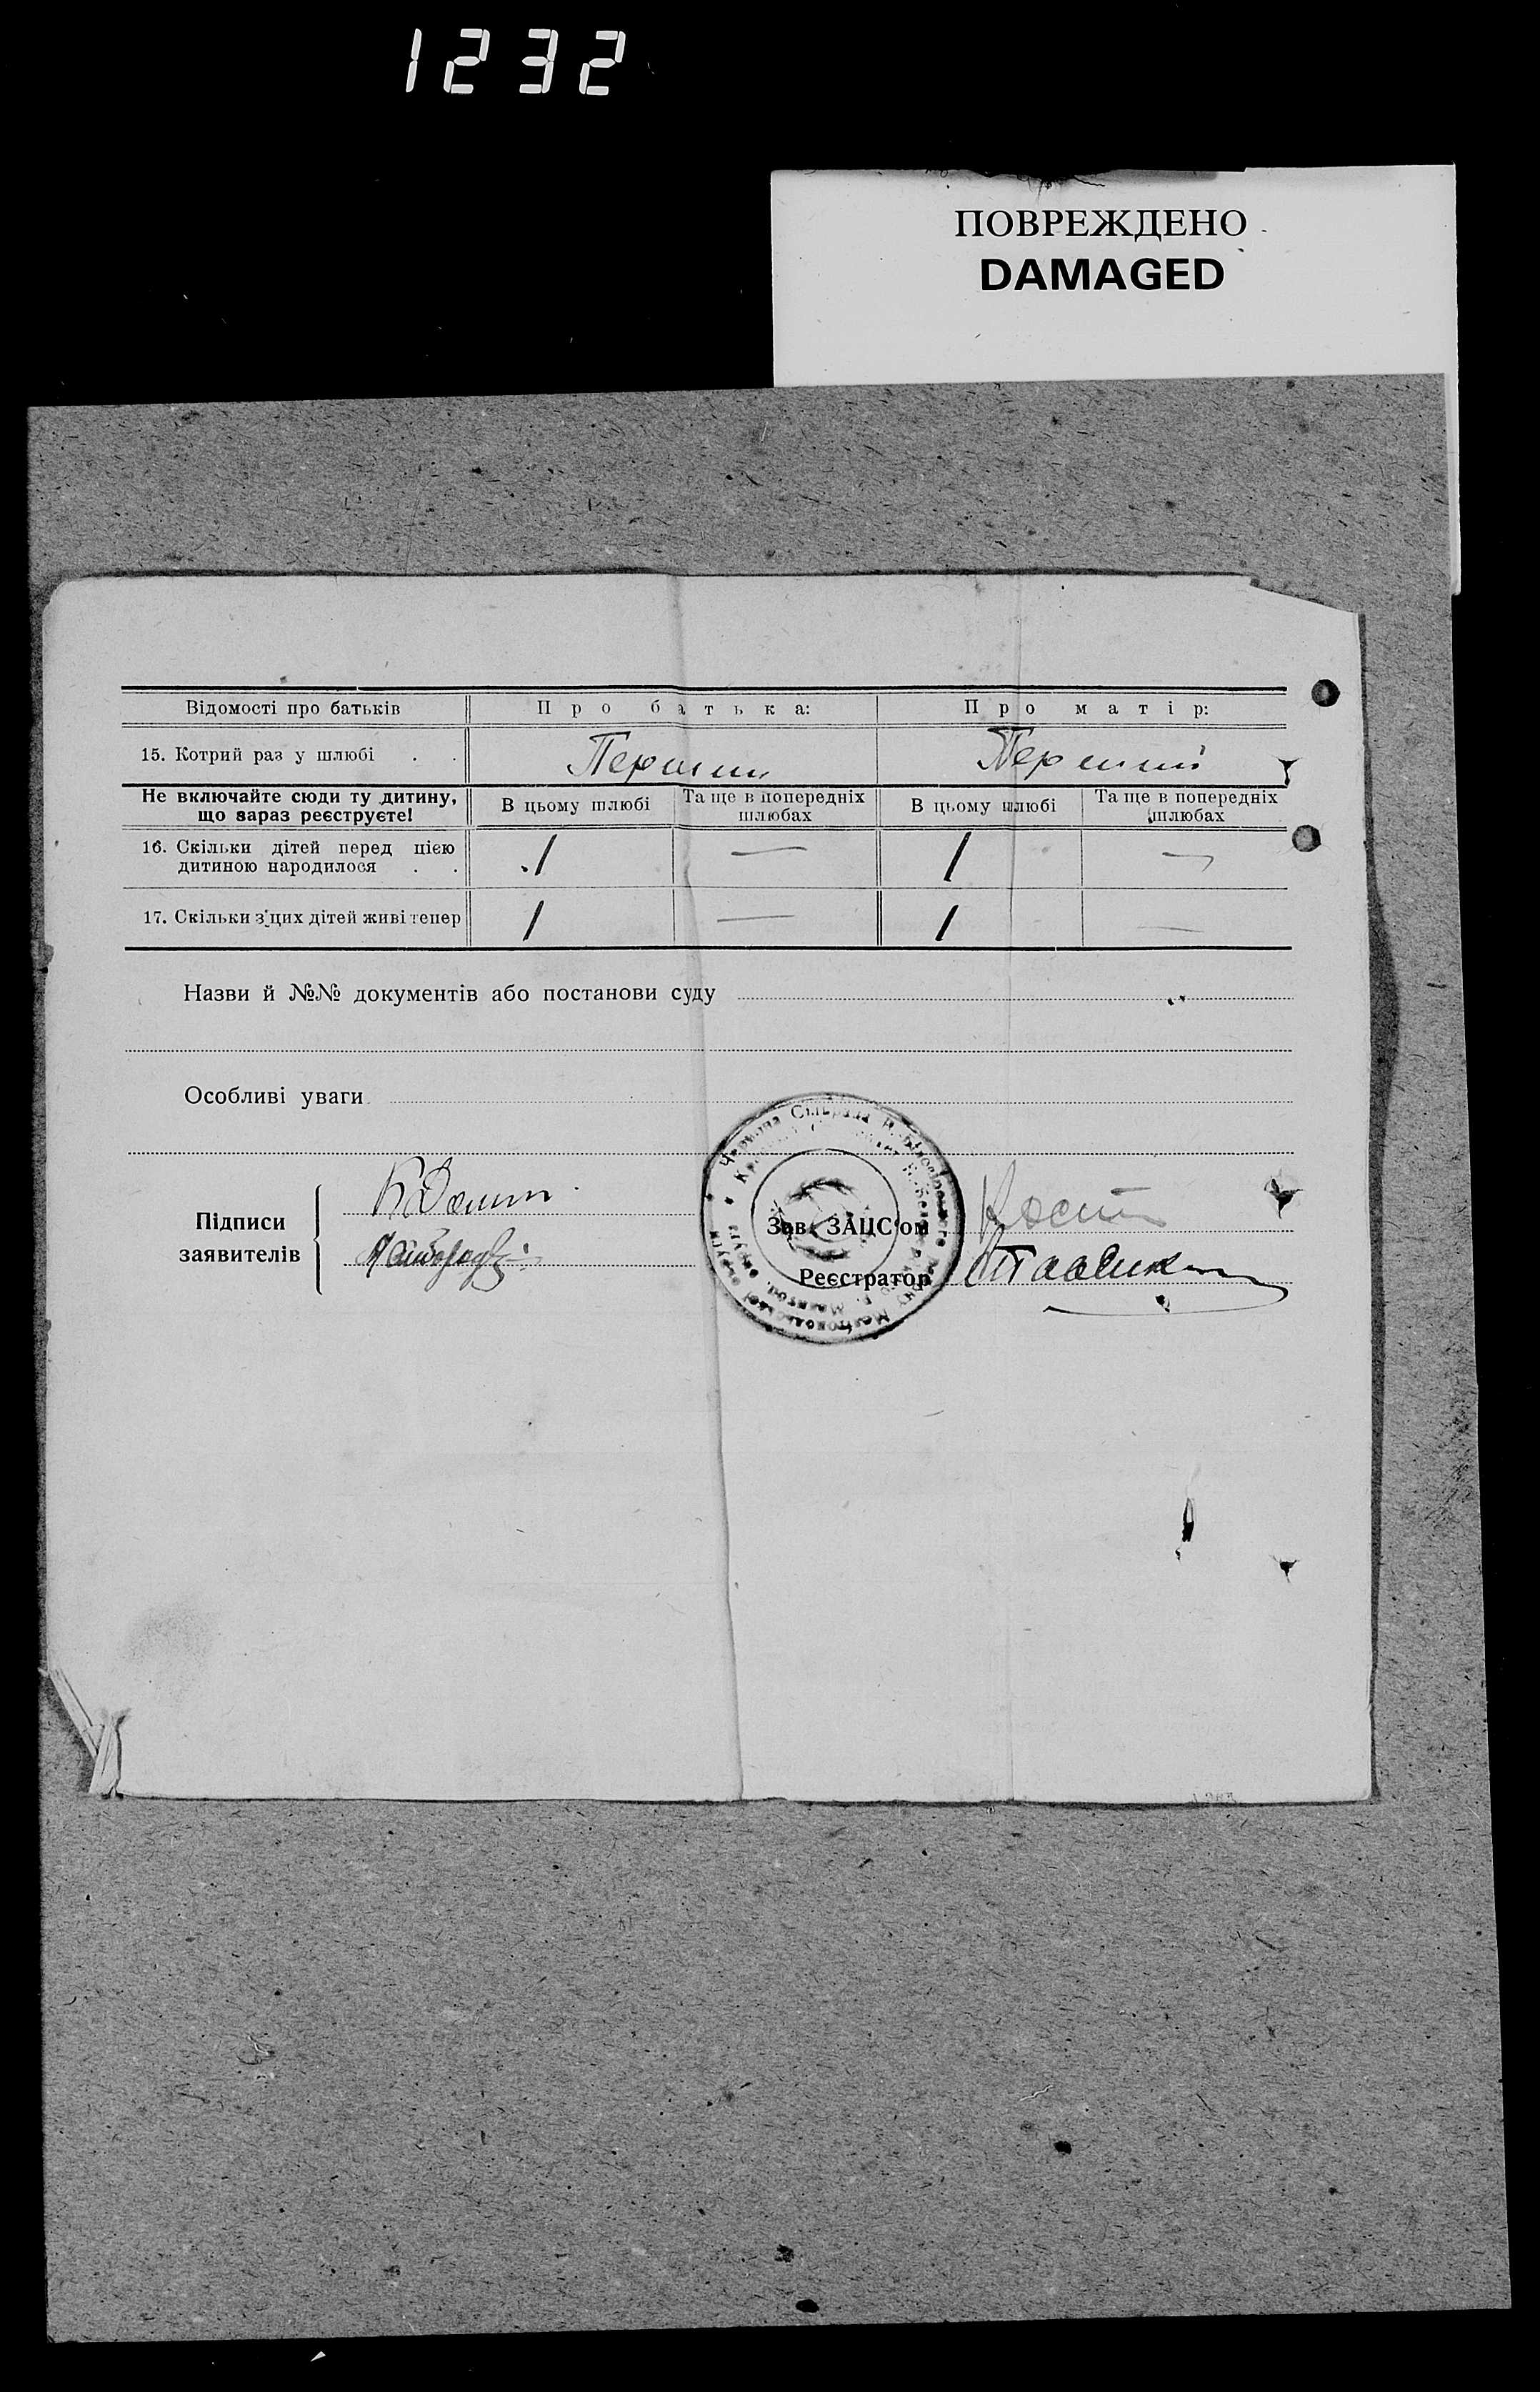 1232
ПОВРЕЖДЕНО
DAMAGED
Відомості про батьків
Про батька:
Про матір:
15. Котрий раз у шлюбі . .
Перший
Перший
Не включайте сюди ту дитину,
що зараз реєструєте!
В цьому шлюбі
Та ще в попередніх
шлюбах
В цьому шлюбі
Та ще в попередніх
шлюбах
16. Скільки дітей перед цією
дитиною народилося . .
1
—
1
—
17. Скільки з'цих дітей живі тепер
1
—
1
—
Назви й №№ документів або постанови суду
Особливі уваги
Підписи
заявителів
Зав. ЗАЦС'ом
Реєстратор